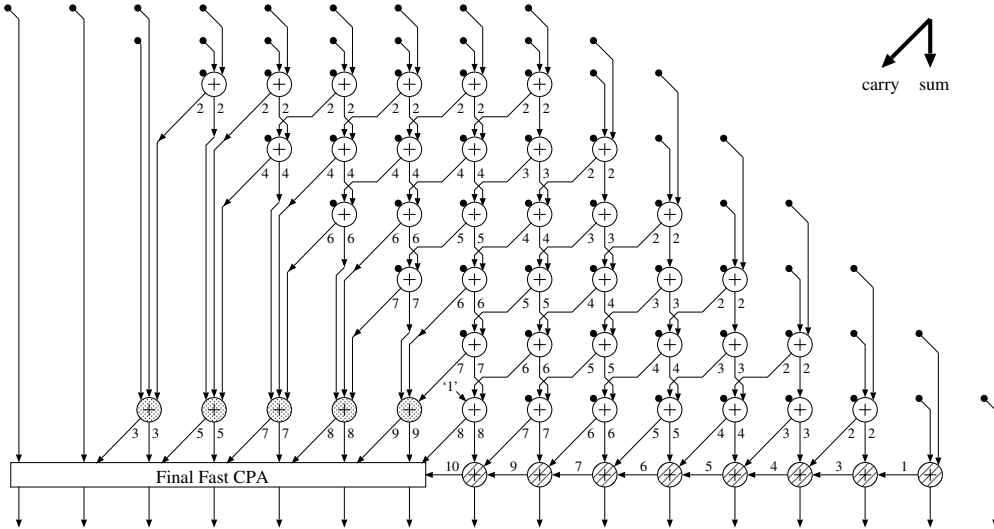 carry sum
2 2 2 2 2 2 2 2 2 2 2 2
4 4 4 4 4 4 4 4 3 3 2 2
6 6 6 6 5 5 4 4 3 3 2 2
7 7 6 6 5 5 4 4 3 3 2 2
7 7 6 6 5 5 4 4 3 3 2 2
‘1’
3 3 5 5 7 7 8 8 9 9 8 8 7 7 6 6 5 5 4 4 3 3 2 2
Final Fast CPA 10 9 7 6 5 4 3 1